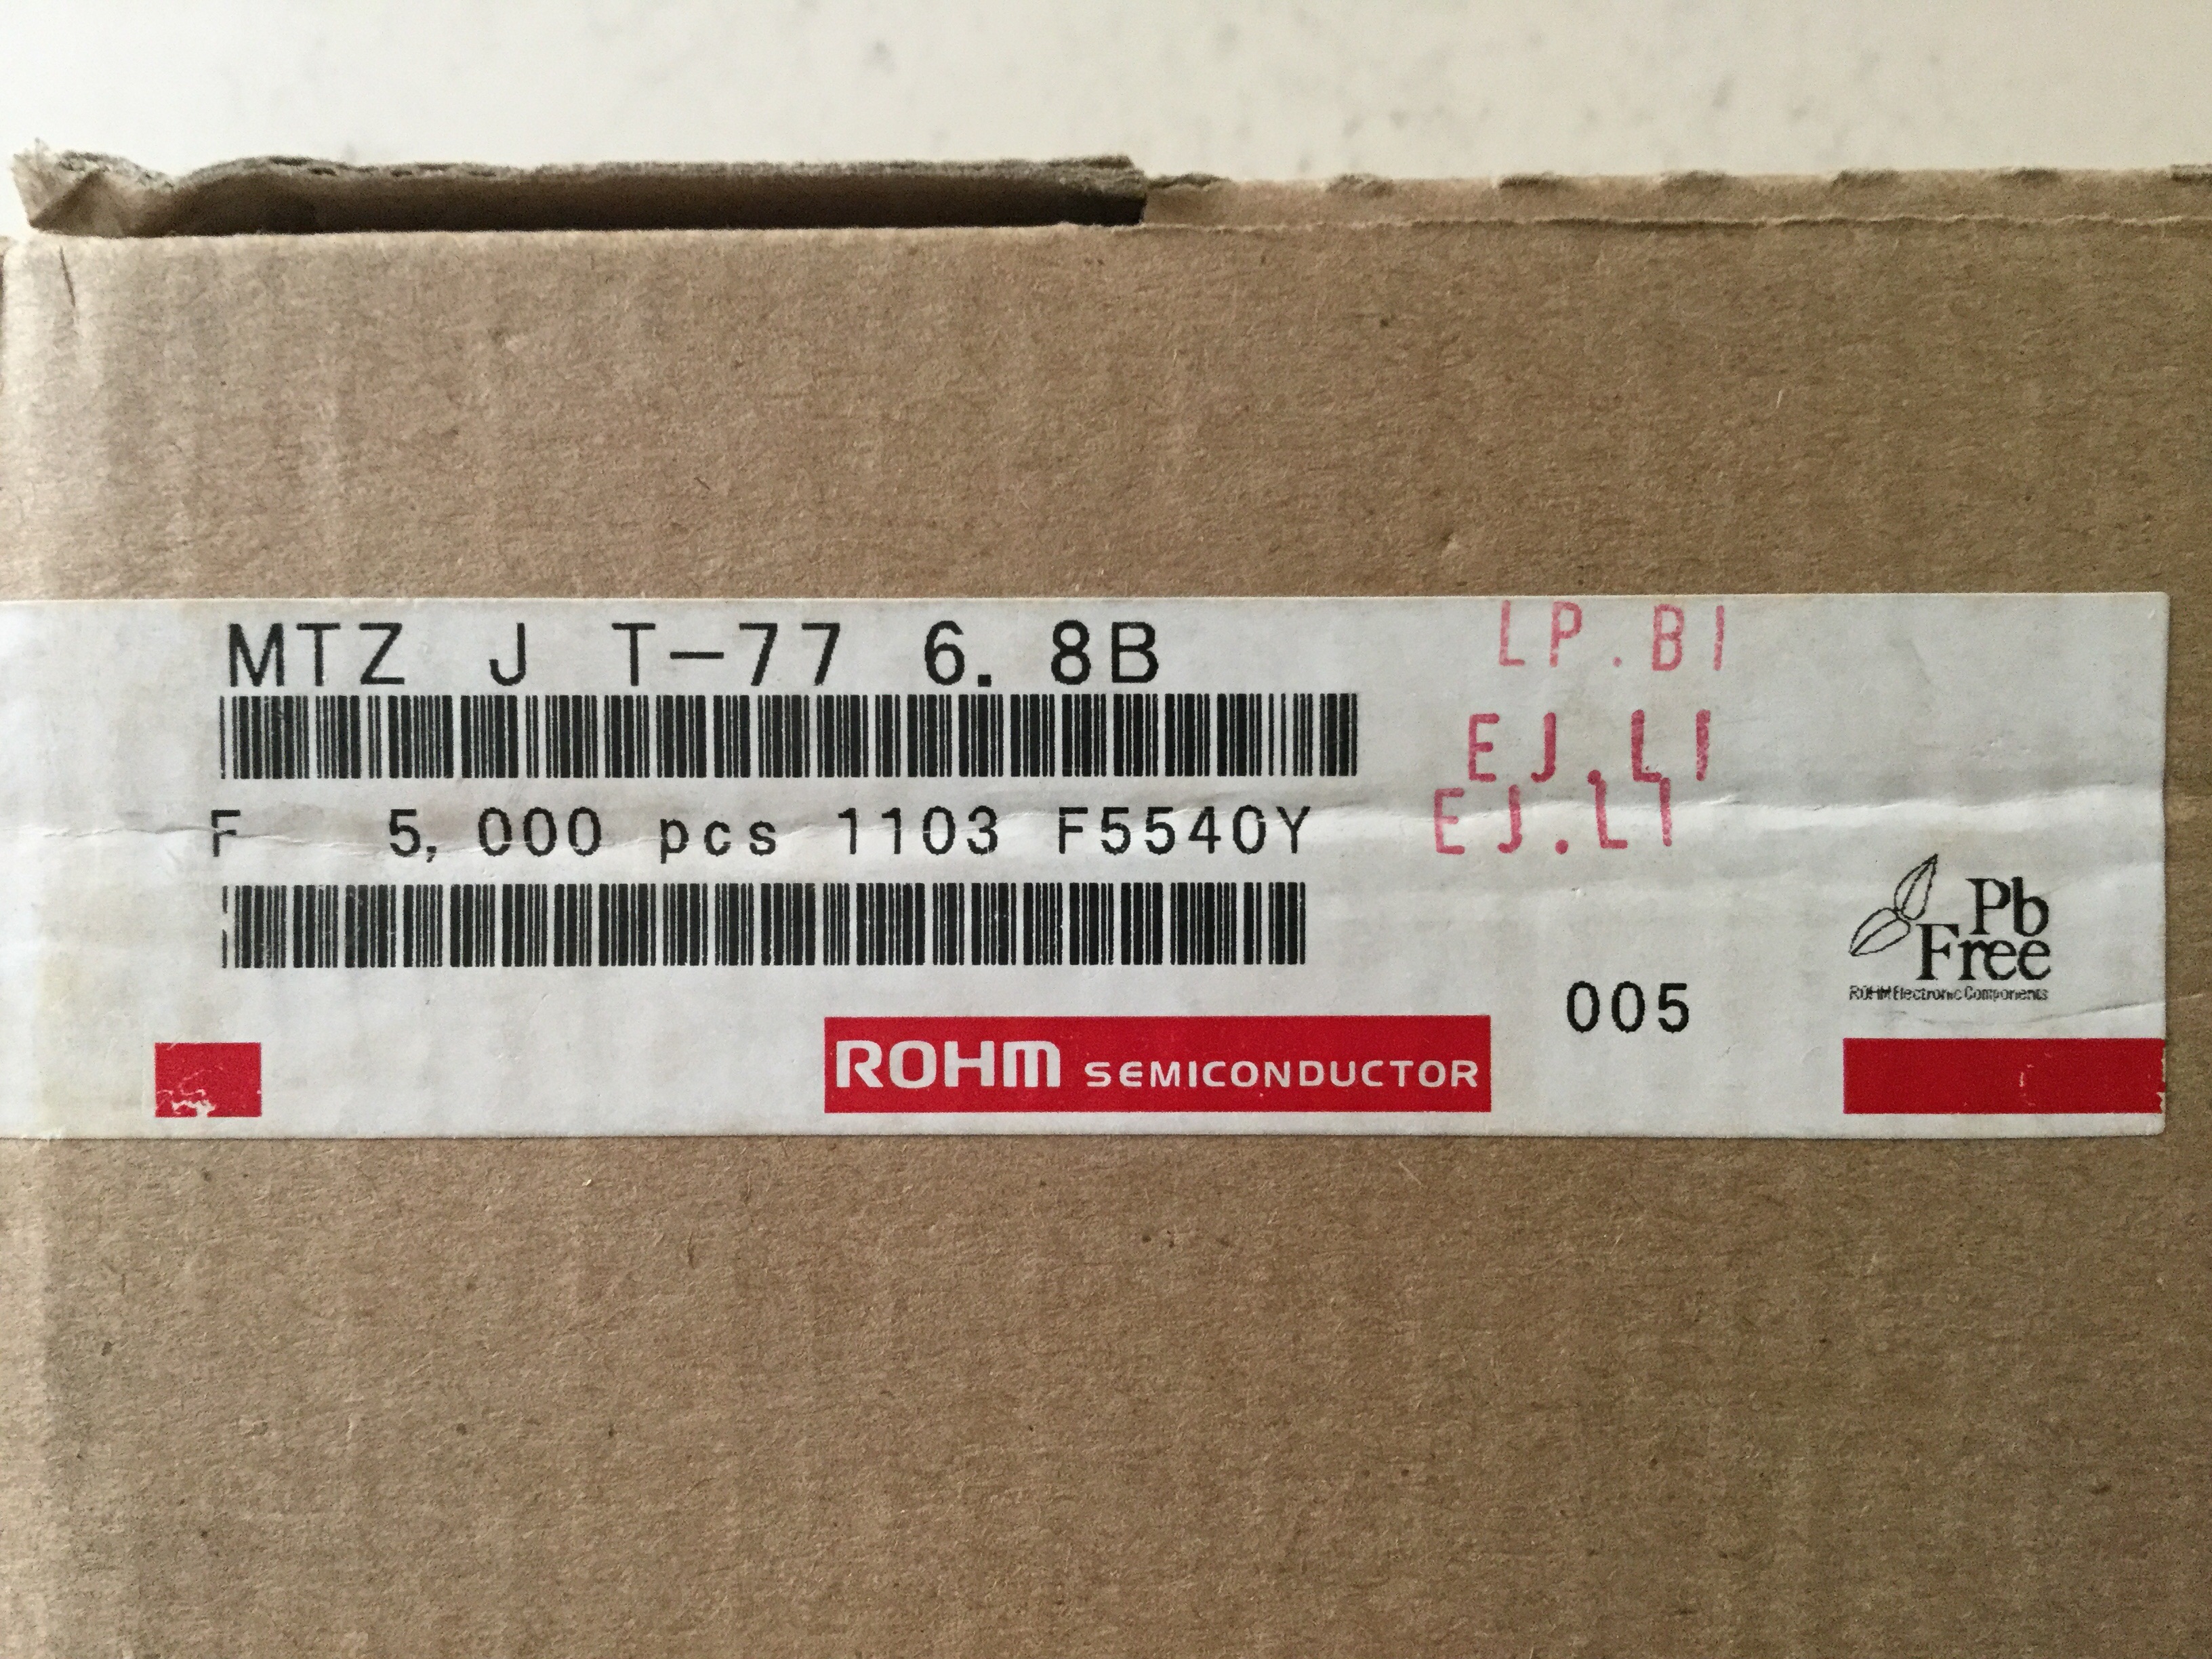 MTZ J T-77 6.8B
LP.BI
EJ.LI
F 5,000 pcs 1103 F5540Y
EJ.LI
Pb
Free
ROHM Electronic Components
005
ROHM SEMICONDUCTOR